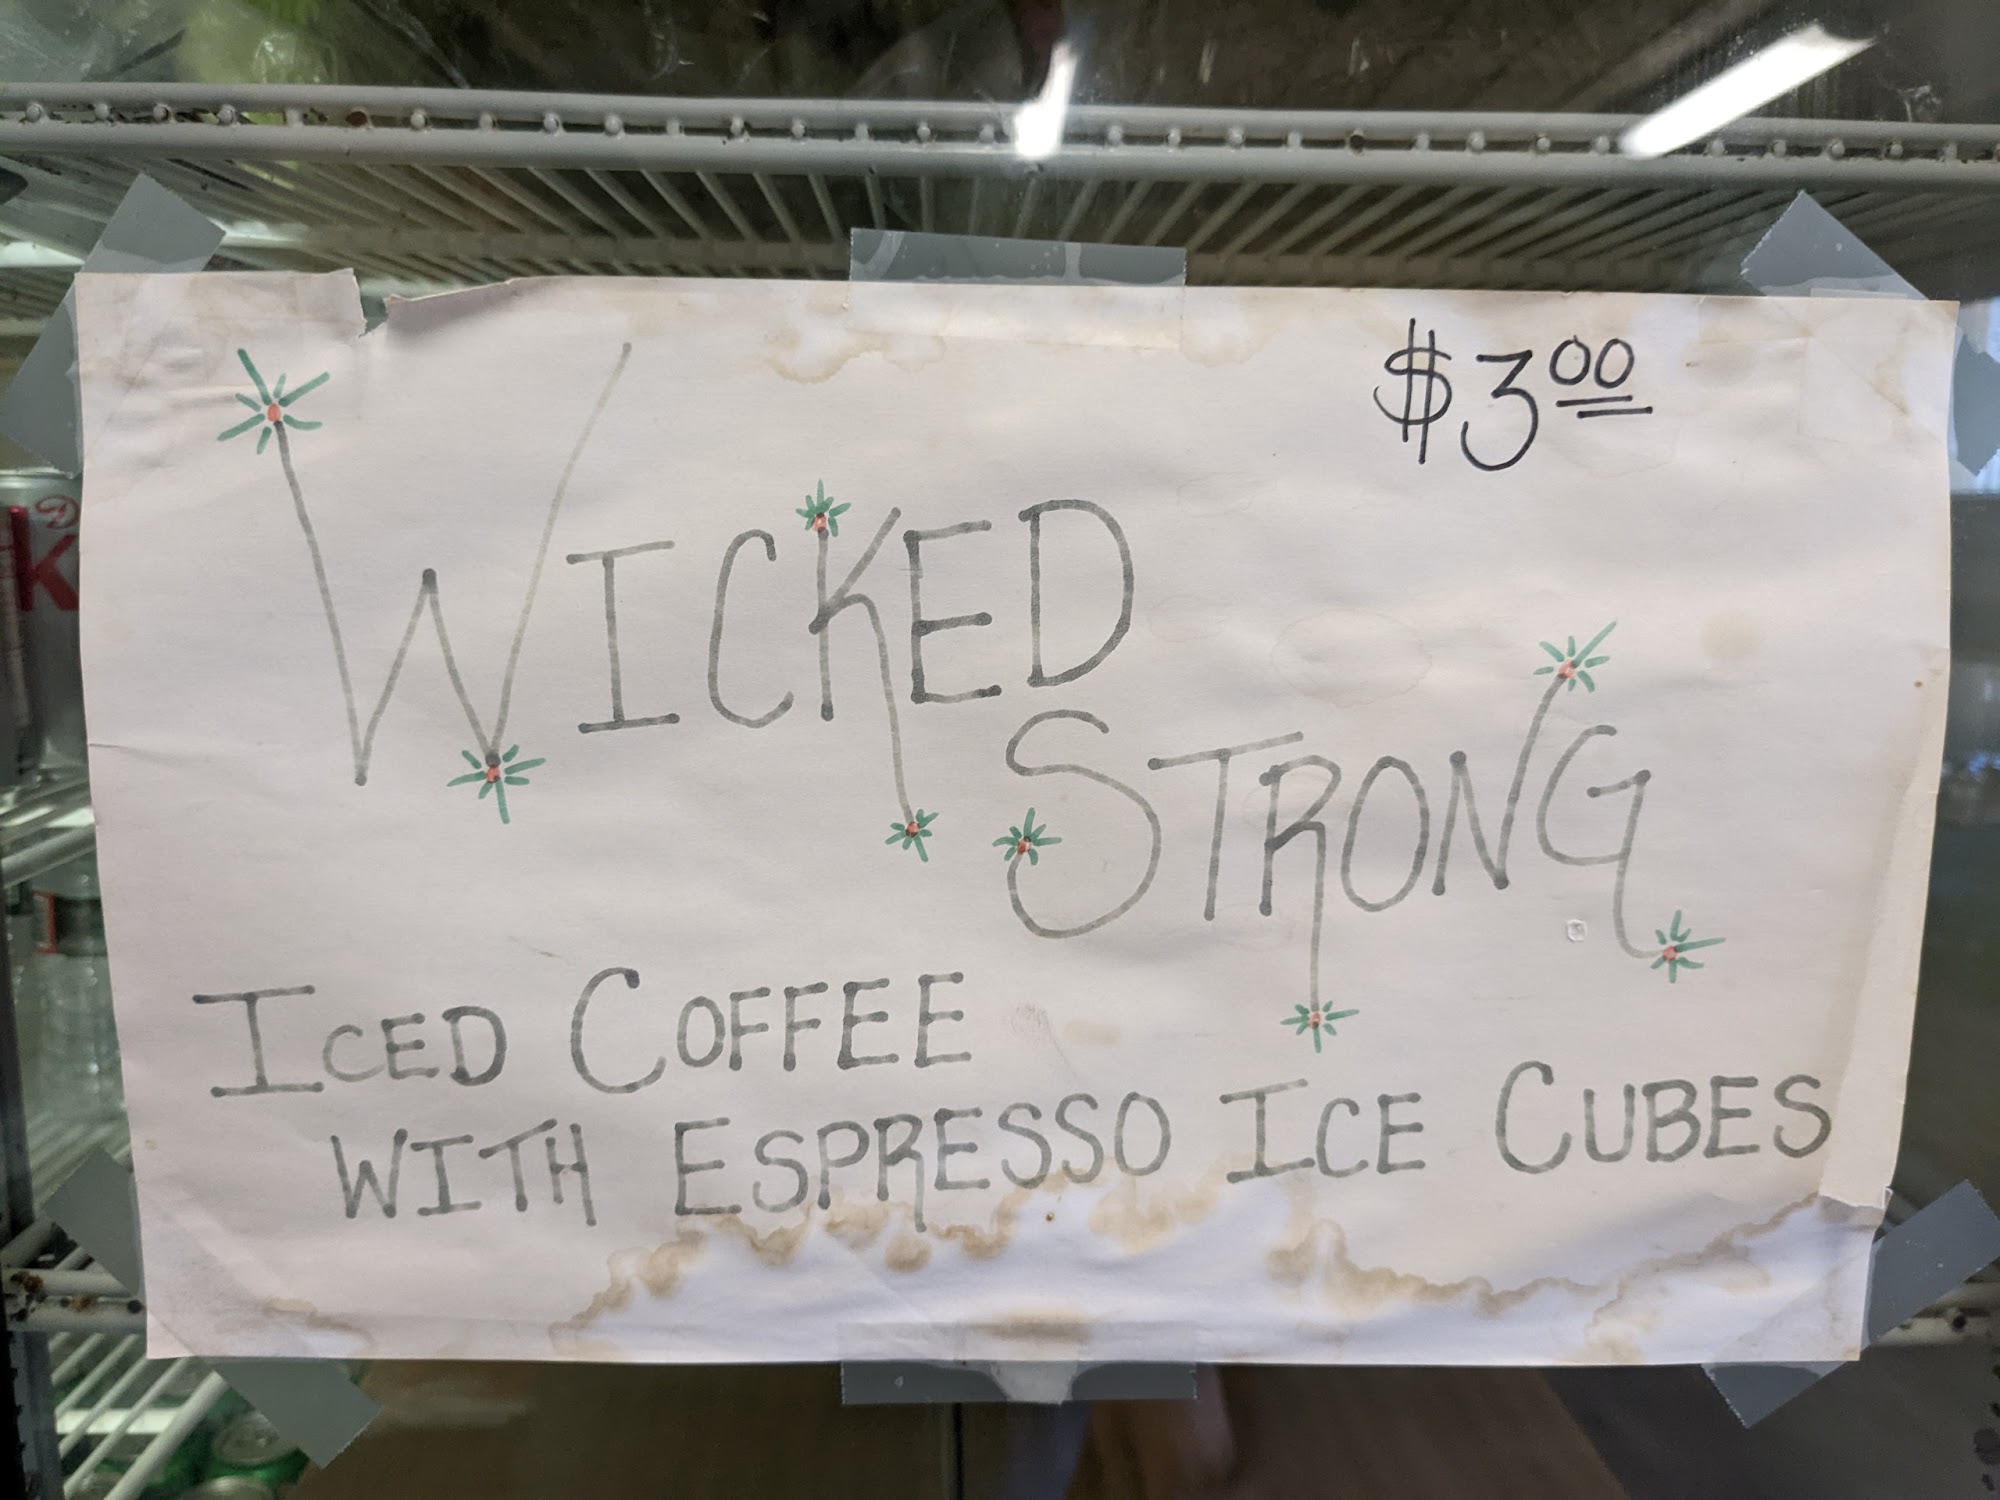 $3.00
WICKED
STRONG
ICED COFFEE
WITH ESPRESSO ICE CUBES
D
K